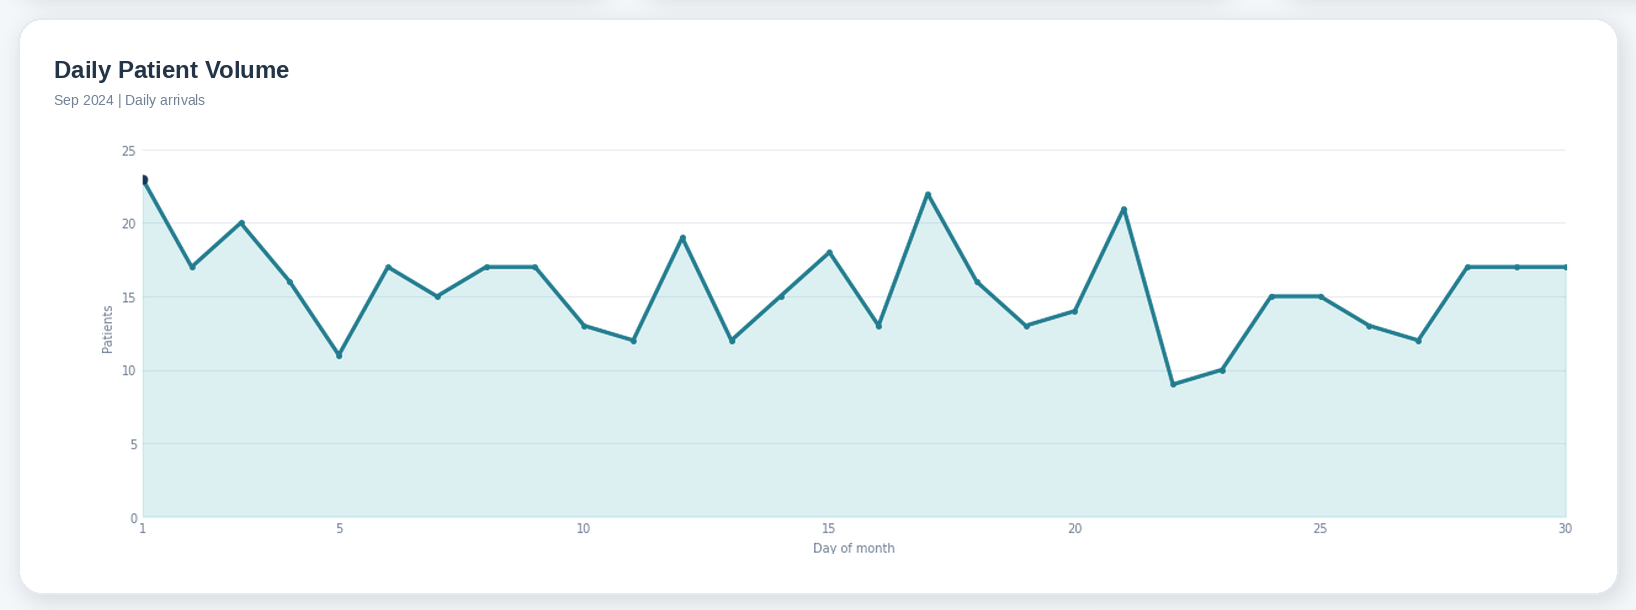 Daily Patient Volume
Sep 2024 | Daily arrivals
25
20
15
10
5
0
Patients
1 5 10 15 20 25 30
Day of month